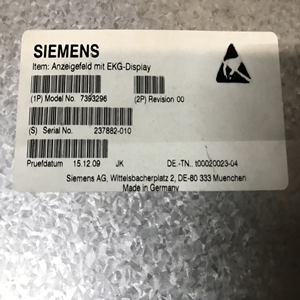 SIEMENS
Item: Anzeigefeld mit EKG-Display
(1P) Model No 7393296 (2P) Revision 00
(S) Serial No. 237882-010
Pruefdatum 15.12.09 JK DE.-TN.: t00020023-04
Siemens AG, Wittelsbacherplatz 2, DE-80 333 Muenchen
Made in Germany